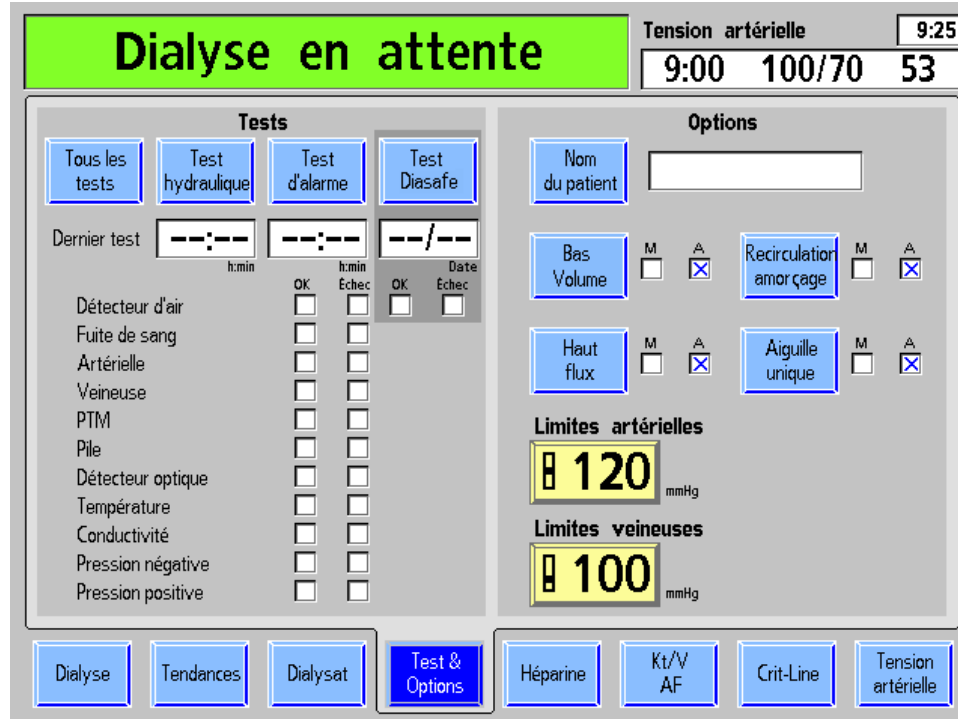 Dialyse en attente
Tension artérielle
9:25
9:00 100/70 53
Tests
Tous les
tests
Test
hydraulique
Test
d'alarme
Test
Diasafe
Dernier test
--:--
--:--
--/--
h:min
h:min
Date
OK Échec OK Échec
Détecteur d'air
Fuite de sang
Artérielle
Veineuse
PTM
Pile
Détecteur optique
Température
Conductivité
Pression négative
Pression positive
Options
Nom
du patient
Bas
Volume
M A
Recirculation
amorçage
M A
Haut
flux
M A
Aiguille
unique
M A
Limites artérielles
120 mmHg
Limites veineuses
100 mmHg
Dialyse
Tendances
Dialysat
Test &
Options
Héparine
Kt/V
AF
Crit-Line
Tension
artérielle